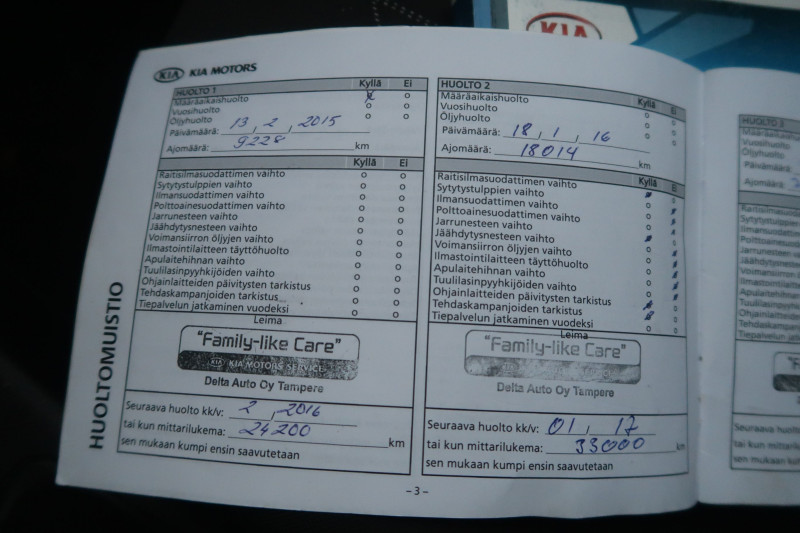 KIA
KIA MOTORS
HUOLTOMUISTIO
HUOLTO 1 Kyllä Ei
Määräaikaishuolto
Vuosihuolto
Öljyhuolto
Päivämäärä: 13, 2, 2015
Ajomäärä: 9228 km
Kyllä Ei
Raitisilmasuodattimen vaihto
Sytytystulppien vaihto
Ilmansuodattimen vaihto
Polttoainesuodattimen vaihto
Jarrunesteen vaihto
Jäähdytysnesteen vaihto
Voimansiirron öljyjen vaihto
Ilmastointilaitteen täyttöhuolto
Apulaitehihnan vaihto
Tuulilasinpyyhkijöiden vaihto
Ohjainlaitteiden päivitysten tarkistus
Tehdaskampanjoiden tarkistus
Tiepalvelun jatkaminen vuodeksi
Leima
"Family-like Care"
KIA MOTORS SERVICE
Delta Auto Oy Tampere
Seuraava huolto kk/v: 2, 2016
tai kun mittarilukema: 24200 km
sen mukaan kumpi ensin saavutetaan
HUOLTO 2
Kyllä Ei
Määräaikaishuolto
Vuosihuolto
Öljyhuolto
Päivämäärä: 18, 1, 16
Ajomäärä: 18014 km
Kyllä Ei
Raitisilmasuodattimen vaihto
Sytytystulppien vaihto
Ilmansuodattimen vaihto
Polttoainesuodattimen vaihto
Jarrunesteen vaihto
Jäähdytysnesteen vaihto
Voimansiirron öljyjen vaihto
Ilmastointilaitteen täyttöhuolto
Apulaitehihnan vaihto
Tuulilasinpyyhkijöiden vaihto
Ohjainlaitteiden päivitysten tarkistus
Tehdaskampanjoiden tarkistus
Tiepalvelun jatkaminen vuodeksi
Leima
"Family-like Care"
Delta Auto Oy Tampere
Seuraava huolto kk/v: 01, 17
tai kun mittarilukema: 33000 km
sen mukaan kumpi ensin saavutetaan
-3-
KIA
HUOLTO 3
Vuosihuolto
Öljyhuolto
Ajomäärä: